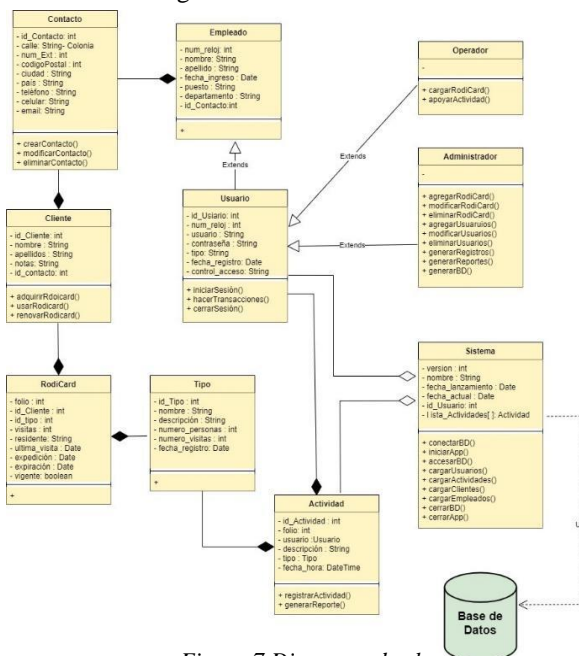 Contacto
- id_Contacto: int
- calle: String- Colonia
- num_Ext : int
- codigoPostal : int
- ciudad : String
- país : String
- teléfono : String
- celular : String
- email: String
+ crearContacto()
+ modificarContacto()
+ eliminarContacto()
Empleado
- num_reloj: int
- nombre: String
- apellido : String
- fecha_ingreso : Date
- puesto : String
- departamento : String
- id_Contacto:int
+
Operador
-
+ cargarRodiCard()
+ apoyarActividad()
Extends
Extends
Administrador
-
+ agregarRodiCard()
+ modificarRodiCard()
+ eliminarRodiCard()
+ agregarUsuaruios()
+ modificarUsuarios()
+ eliminarUsuarios()
+ generarRegistros()
+ generarReportes()
+ generarBD()
Extends
Cliente
- id_Cliente: int
- nombre : String
- apellidos : String
- notas: String
- id_contacto: int
+ adquirirRdoicard()
+ usarRodicard()
+ renovarRodicard()
Usuario
- id_Usiario: int
- num_reloj : int
- usuario : String
- contraseña : String
- tipo: String
- fecha_registro: Date
- control_acceso: String
+ iniciarSesión()
+ hacerTransacciones()
+ cerrarSesión()
Sistema
- version : int
- nombre : String
- fecha_lanzamiento : Date
- fecha_actual : Date
- id_Usuario: int
- l ista_Actividades[ ]: Actividad
+ conectarBD()
+ iniciarApp()
+ accesarBD()
+ cargarUsuarios()
+ cargarActividades()
+ cargarClientes()
+ cargarEmpleados()
+ cerrarBD()
+ cerrarApp()
RodiCard
- folio : int
- id_Cliente : int
- id_tipo : int
- visitas : int
- residente: String
- ultima_visita : Date
- expedición : Date
- expiración : Date
- vigente: boolean
+
Tipo
- id_Tipo : int
- nombre : String
- descripción : String
- numero_personas : int
- numero_visitas : int
- fecha_registro: Date
Actividad
- id_Actividad : int
- folio: int
- usuario :Usuario
- descripción : String
- tipo : Tipo
- fecha_hora: DateTime
+ registrarActividad()
+ generarReporte()
Base de
Datos